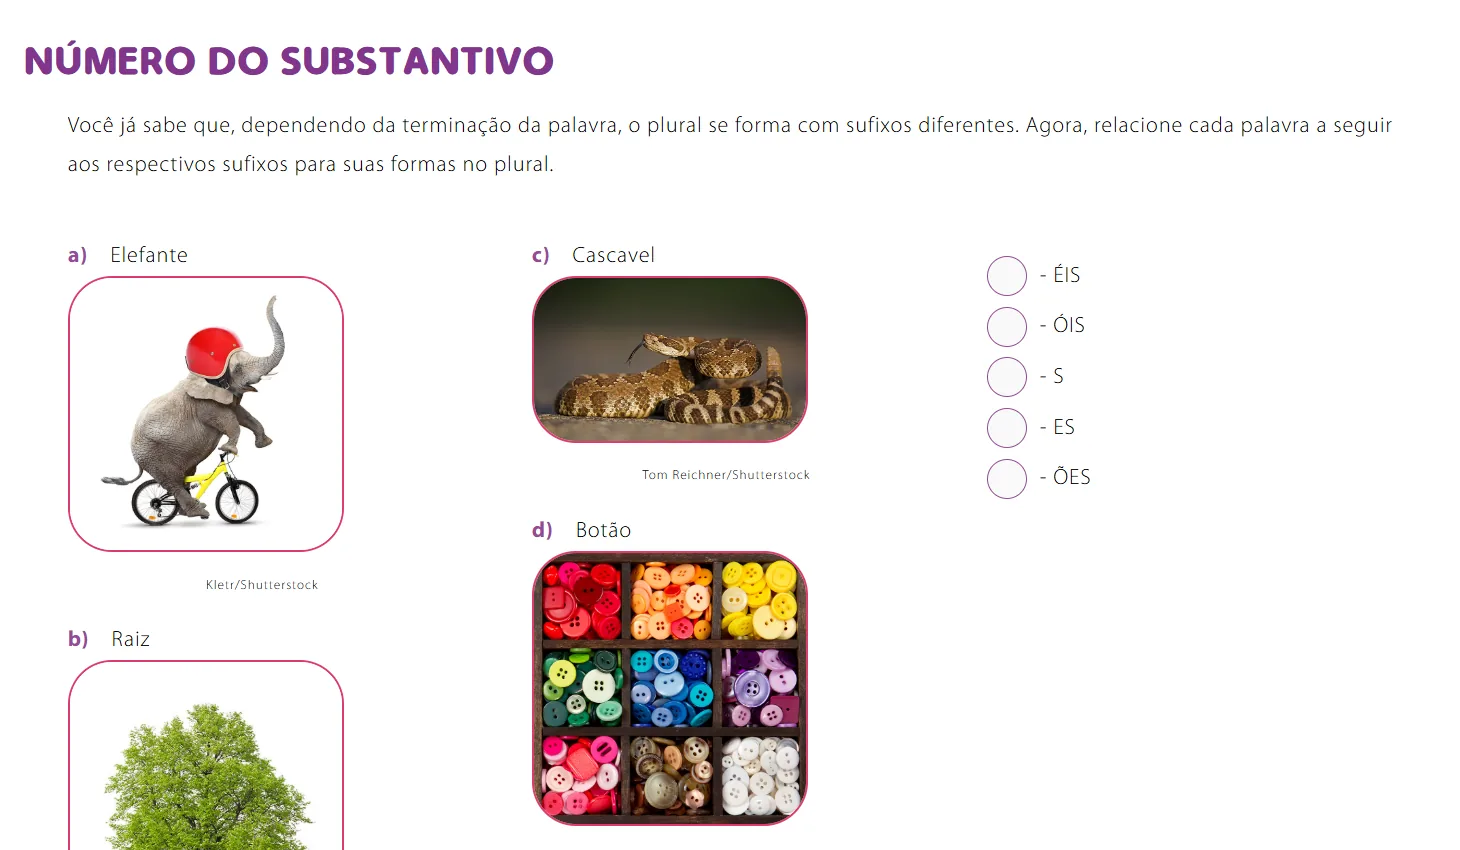 NÚMERO DO SUBSTANTIVO
Você já sabe que, dependendo da terminação da palavra, o plural se forma com sufixos diferentes. Agora, relacione cada palavra a seguir
aos respectivos sufixos para suas formas no plural.
a) Elefante
Kletr/Shutterstock
b) Raiz
c) Cascavel
Tom Reichner/Shutterstock
d) Botão
- ÉIS
- ÓIS
- S
- ES
- ÕES